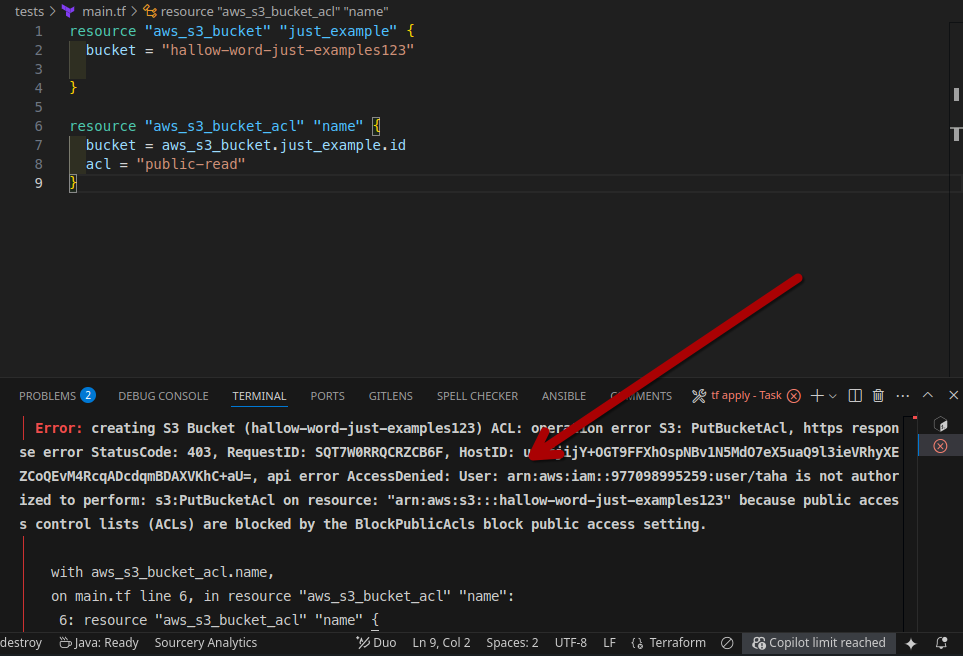 tests > main.tf > resource "aws_s3_bucket_acl" "name"
1 resource "aws_s3_bucket" "just_example" {
2 bucket = "hallow-word-just-examples123"
3
4 }
5
6 resource "aws_s3_bucket_acl" "name" {
7 bucket = aws_s3_bucket.just_example.id
8 acl = "public-read"
9 }
PROBLEMS 2 DEBUG CONSOLE TERMINAL PORTS GITLENS SPELL CHECKER ANSIBLE tf apply - Task
Error: creating S3 Bucket (hallow-word-just-examples123) ACL: operation error S3: PutBucketAcl, https respon
se error StatusCode: 403, RequestID: SQT7W0RRQCRZCB6F, HostID:
ZCoQEvM4RcqADcdqmBDAXVKhC+aU=, api error AccessDenied: User: arn:aws:iam::977098995259:user/taha is not author
ized to perform: s3:PutBucketAcl on resource: "arn:aws:s3:::hallow-word-just-examples123" because public acces
s control lists (ACLs) are blocked by the BlockPublicAcls block public access setting.
with aws_s3_bucket_acl.name,
on main.tf line 6, in resource "aws_s3_bucket_acl" "name":
6: resource "aws_s3_bucket_acl" "name" {
destroy Java: Ready Sourcery Analytics Duo Ln 9, Col 2 Spaces: 2 UTF-8 LF Terraform Copilot limit reached